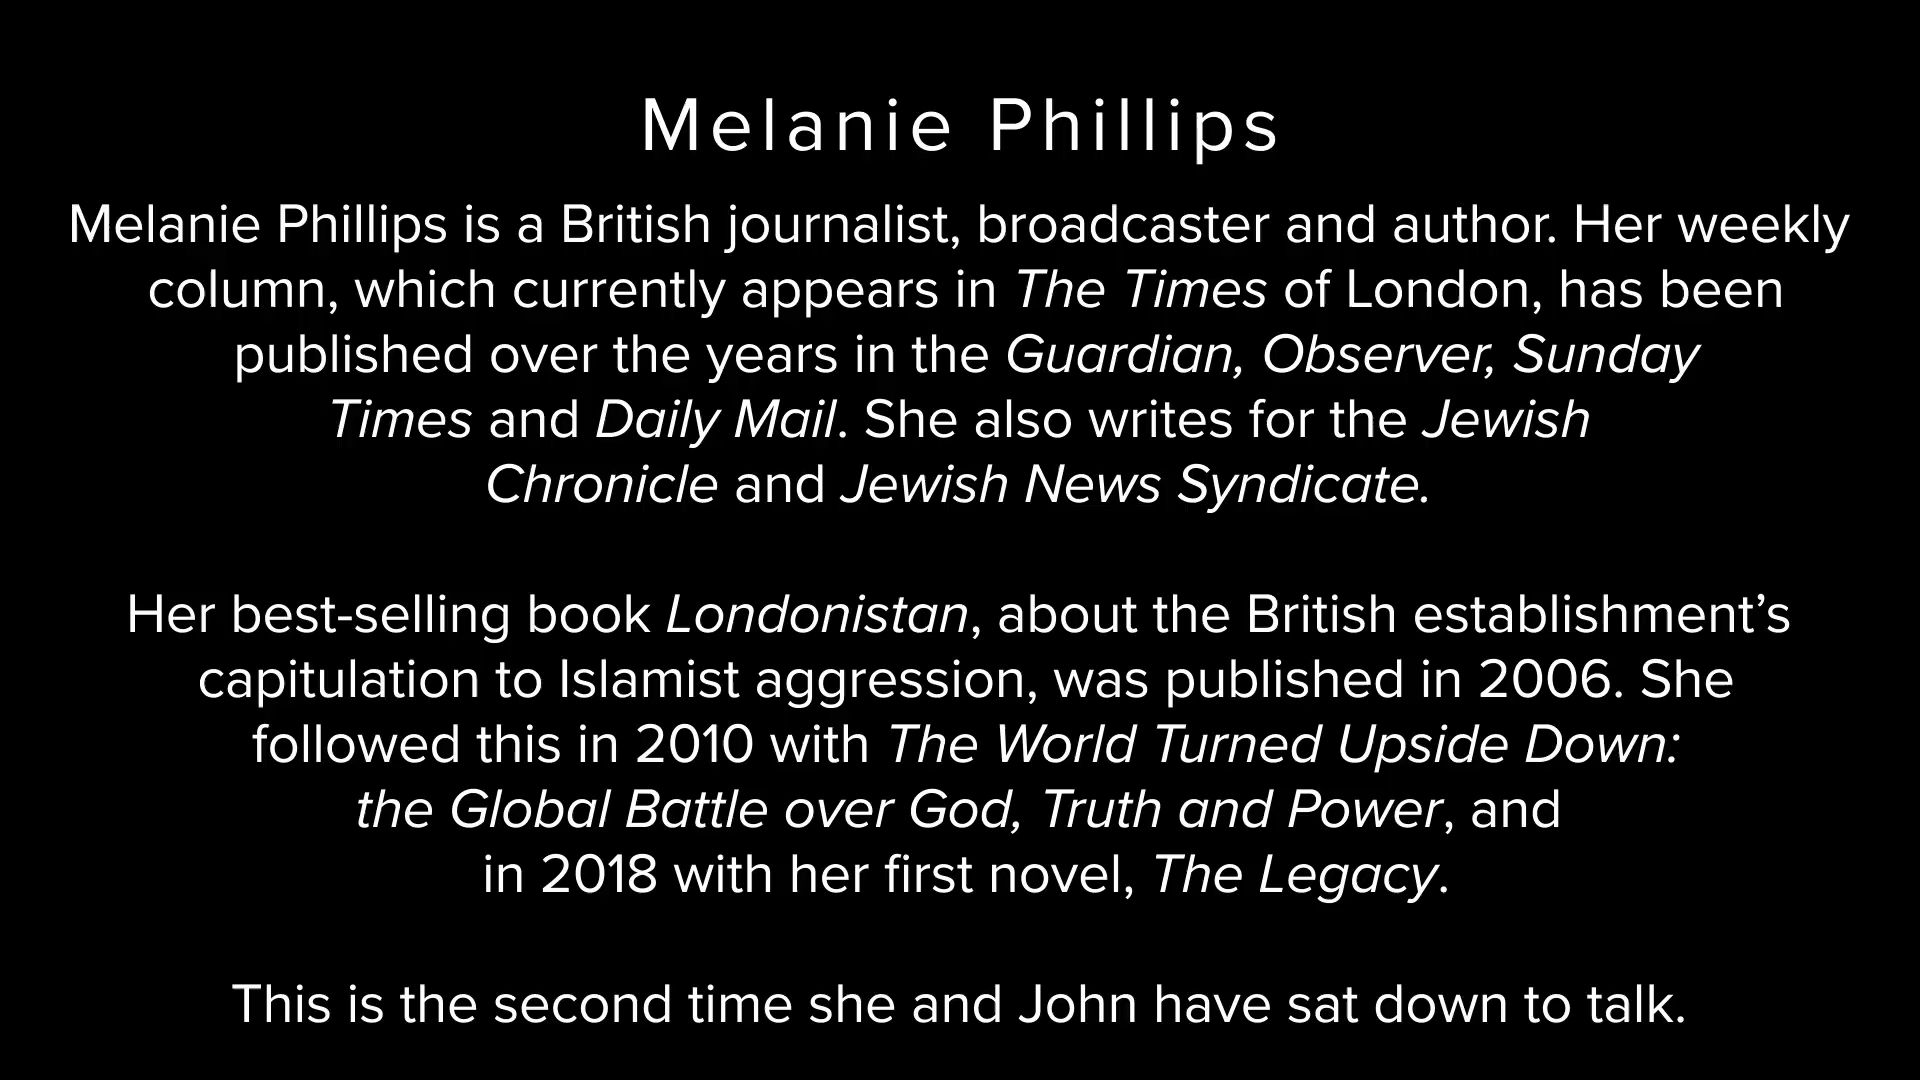 Melanie Phillips
Melanie Phillips is a British journalist, broadcaster and author. Her weekly
column, which currently appears in The Times of London, has been
published over the years in the Guardian, Observer, Sunday
Times and Daily Mail. She also writes for the Jewish
Chronicle and Jewish News Syndicate.
Her best-selling book Londonistan, about the British establishment’s
capitulation to Islamist aggression, was published in 2006. She
followed this in 2010 with The World Turned Upside Down:
the Global Battle over God, Truth and Power, and
in 2018 with her first novel, The Legacy.
This is the second time she and John have sat down to talk.